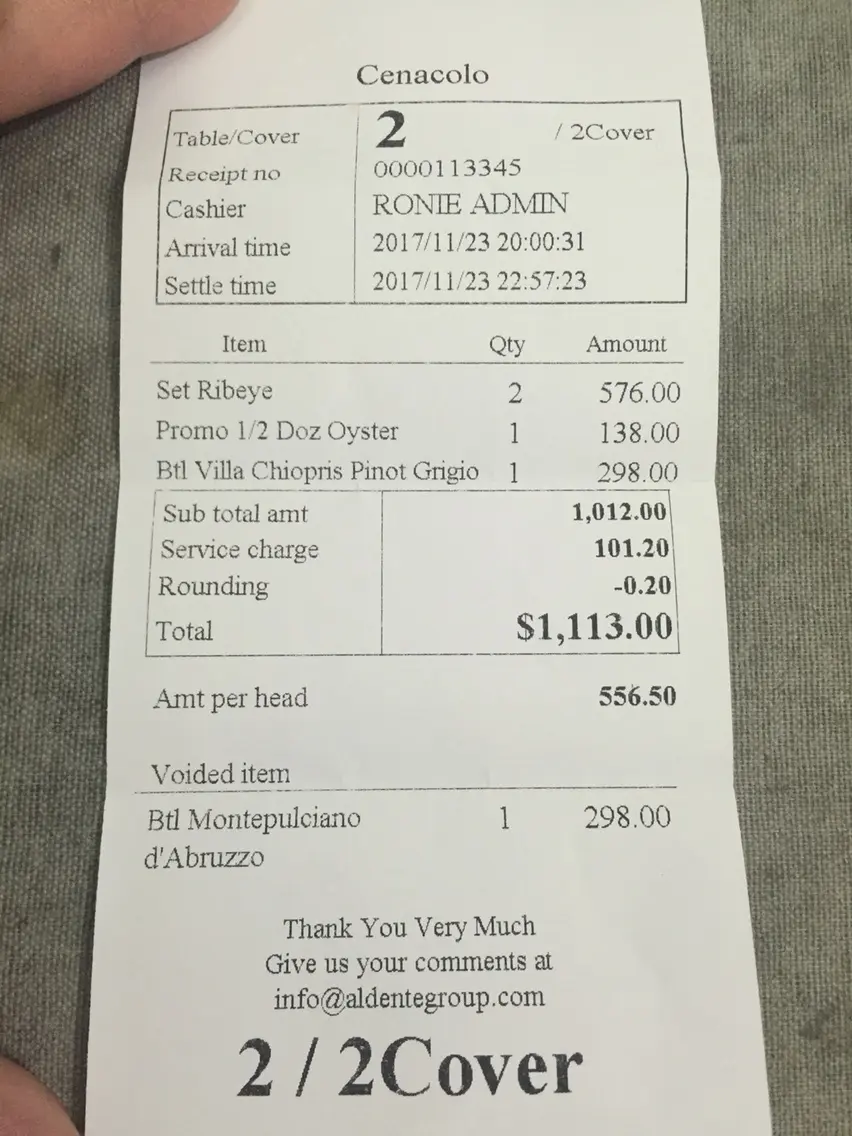 Cenacolo
Table/Cover 2 / 2Cover
Receipt no 0000113345
Cashier RONIE ADMIN
Arrival time 2017/11/23 20:00:31
Settle time 2017/11/23 22:57:23
Item Qty Amount
Set Ribeye 2 576.00
Promo 1/2 Doz Oyster 1 138.00
Btl Villa Chiopris Pinot Grigio 1 298.00
Sub total amt 1,012.00
Service charge 101.20
Rounding -0.20
Total $1,113.00
Amt per head 556.50
Voided item
Btl Montepulciano 1 298.00
d'Abruzzo
Thank You Very Much
Give us your comments at
info@aldentegroup.com
2 / 2Cover